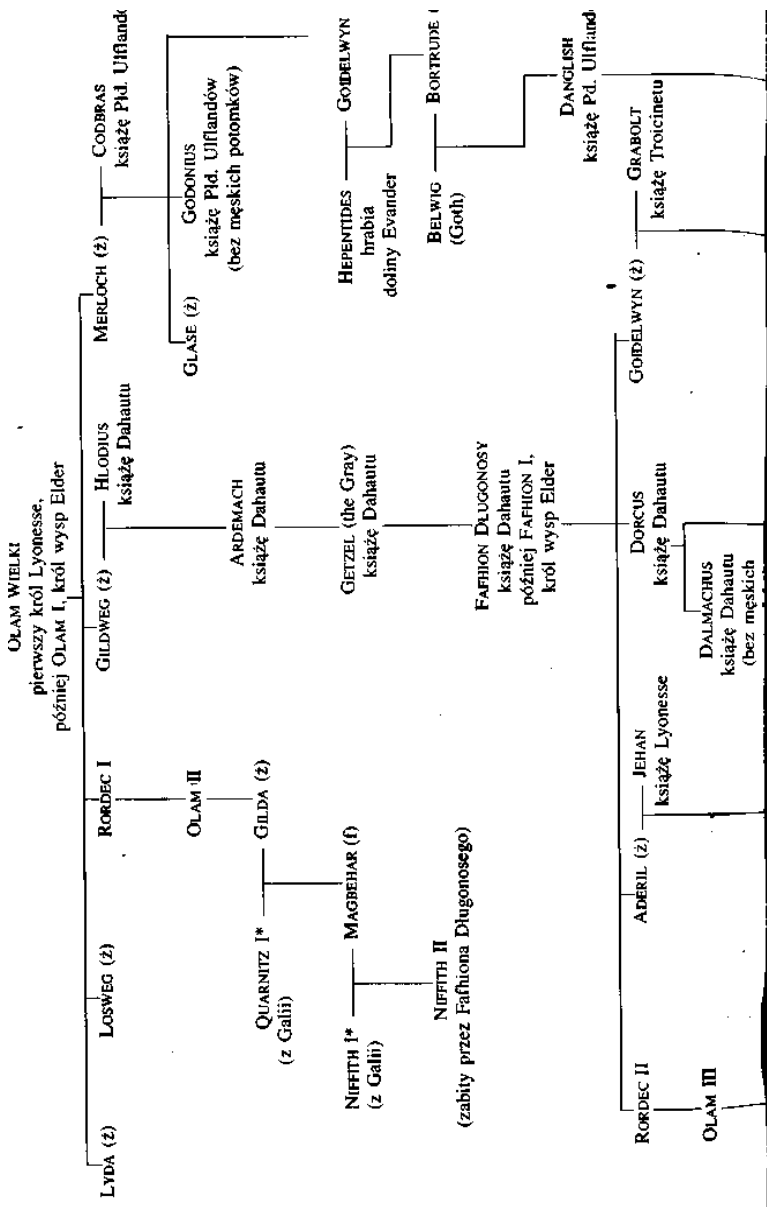 OLAM WIELKI
pierwszy król Lyonesse,
później OLAM I, król wysp Elder
LYDA (ż)
LOSWEG (ż)
RORDEC I
GILDWEG (ż)
HLODIUS
książę Dahautu
MERLOCH (ż)
CODBRAS
książę Płd. Ulflandó
OLAM II
ARDEMACH
książę Dahautu
GLASE (ż)
GODONIUS
książę Płd. Ulflandów
(bez męskich potomków)
QUARNITZ I*
(z Galii)
GILDA (ż)
GETZEL (the Gray)
książę Dahautu
HEPENTIDES
hrabia
doliny Evander
GOIDELWYN
NIFFITH I*
(z Galii)
MAGBEHAR (f)
BELWIG
(Goth)
BORTRUDE (
NIFFITH II
(zabity przez Fafhiona Długonosego)
FAFHION DŁUGONOSY
książę Dahautu
później FAFHION I,
król wysp Elder
DANGLISH
książę Pd. Ulfland
RORDEC II
ADERIL (ż)
JEHAN
książę Lyonesse
DORCUS
książę Dahautu
GOIDELWYN (ż)
GRABOLT
książę Troicinetu
OLAM III
DALMACHUS
książę Dahautu
(bez męskich